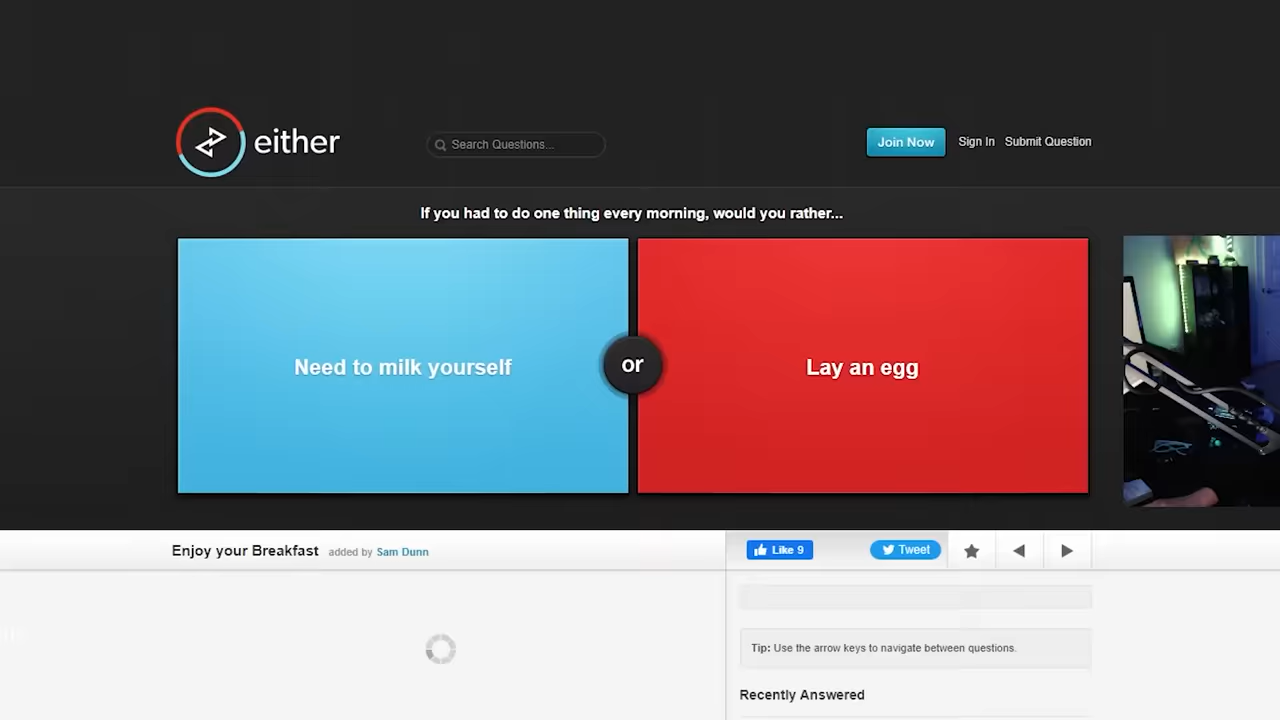 either
Search Questions...
Join Now
Sign In
Submit Question
If you had to do one thing every morning, would you rather...
Need to milk yourself
or
Lay an egg
Enjoy your Breakfast
added by Sam Dunn
Like 9
Tweet
Tip: Use the arrow keys to navigate between questions.
Recently Answered